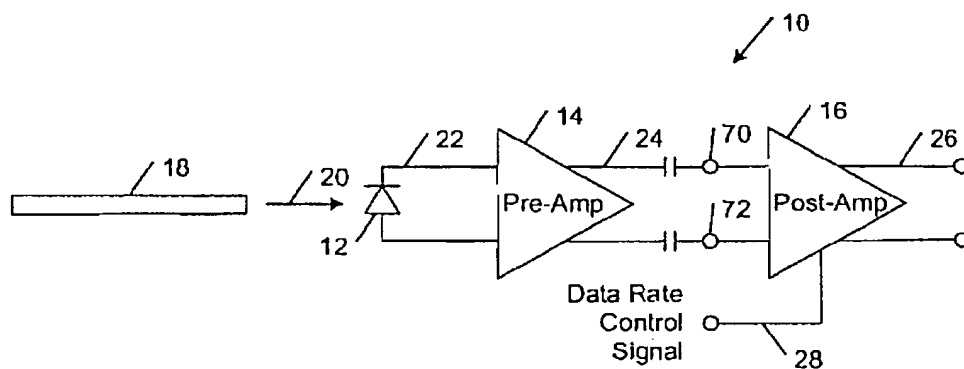 10
14
16
18
20
22
24
70
26
Pre-Amp
Post-Amp
12
72
Data Rate
Control
Signal
28